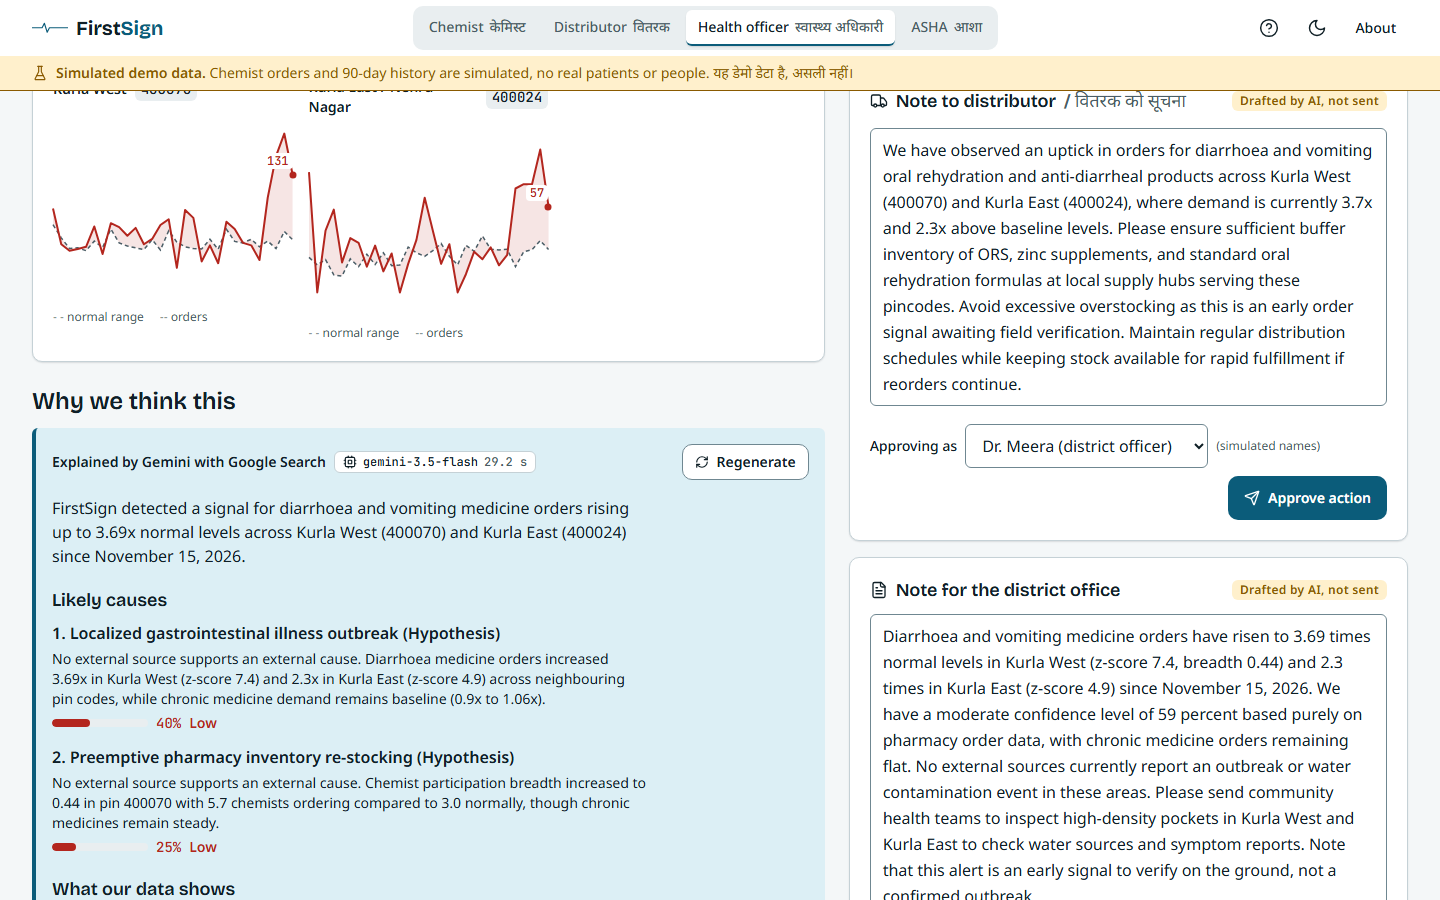 FirstSign
Chemist केमिस्ट
Distributor वितरक
Health officer स्वास्थ्य अधिकारी
ASHA आशा
About
Simulated demo data. Chemist orders and 90-day history are simulated, no real patients or people. यह डेमो डेटा है, असली नहीं।
Nagar
400024
131
57
- - normal range -- orders
- - normal range -- orders
Why we think this
Explained by Gemini with Google Search
gemini-3.5-flash 29.2 s
Regenerate
FirstSign detected a signal for diarrhoea and vomiting medicine orders rising
up to 3.69x normal levels across Kurla West (400070) and Kurla East (400024)
since November 15, 2026.
Likely causes
1. Localized gastrointestinal illness outbreak (Hypothesis)
No external source supports an external cause. Diarrhoea medicine orders increased
3.69x in Kurla West (z-score 7.4) and 2.3x in Kurla East (z-score 4.9) across neighbouring
pin codes, while chronic medicine demand remains baseline (0.9x to 1.06x).
40% Low
2. Preemptive pharmacy inventory re-stocking (Hypothesis)
No external source supports an external cause. Chemist participation breadth increased to
0.44 in pin 400070 with 5.7 chemists ordering compared to 3.0 normally, though chronic
medicines remain steady.
25% Low
What our data shows
Note to distributor / वितरक को सूचना
Drafted by AI, not sent
We have observed an uptick in orders for diarrhoea and vomiting
oral rehydration and anti-diarrheal products across Kurla West
(400070) and Kurla East (400024), where demand is currently 3.7x
and 2.3x above baseline levels. Please ensure sufficient buffer
inventory of ORS, zinc supplements, and standard oral
rehydration formulas at local supply hubs serving these
pincodes. Avoid excessive overstocking as this is an early order
signal awaiting field verification. Maintain regular distribution
schedules while keeping stock available for rapid fulfillment if
reorders continue.
Approving as
Dr. Meera (district officer)
(simulated names)
Approve action
Note for the district office
Drafted by AI, not sent
Diarrhoea and vomiting medicine orders have risen to 3.69 times
normal levels in Kurla West (z-score 7.4, breadth 0.44) and 2.3
times in Kurla East (z-score 4.9) since November 15, 2026. We
have a moderate confidence level of 59 percent based purely on
pharmacy order data, with chronic medicine orders remaining
flat. No external sources currently report an outbreak or water
contamination event in these areas. Please send community
health teams to inspect high-density pockets in Kurla West and
Kurla East to check water sources and symptom reports. Note
that this alert is an early signal to verify on the ground, not a
confirmed outbreak.